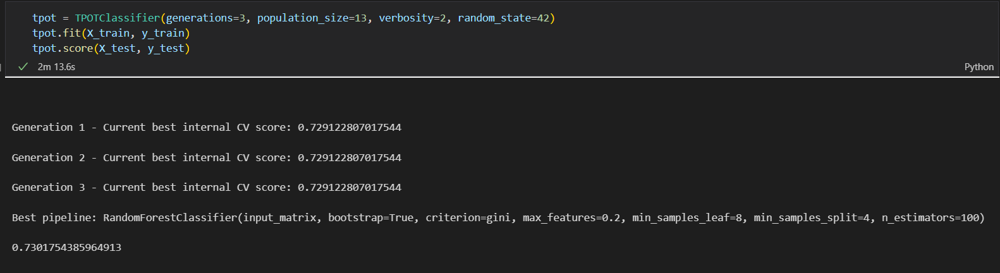 tpot = TPOTClassifier(generations=3, population_size=13, verbosity=2, random_state=42)
tpot.fit(X_train, y_train)
tpot.score(X_test, y_test)
2m 13.6s
Python
Generation 1 - Current best internal CV score: 0.729122807017544
Generation 2 - Current best internal CV score: 0.729122807017544
Generation 3 - Current best internal CV score: 0.729122807017544
Best pipeline: RandomForestClassifier(input_matrix, bootstrap=True, criterion=gini, max_features=0.2, min_samples_leaf=8, min_samples_split=4, n_estimators=100)
0.7301754385964913